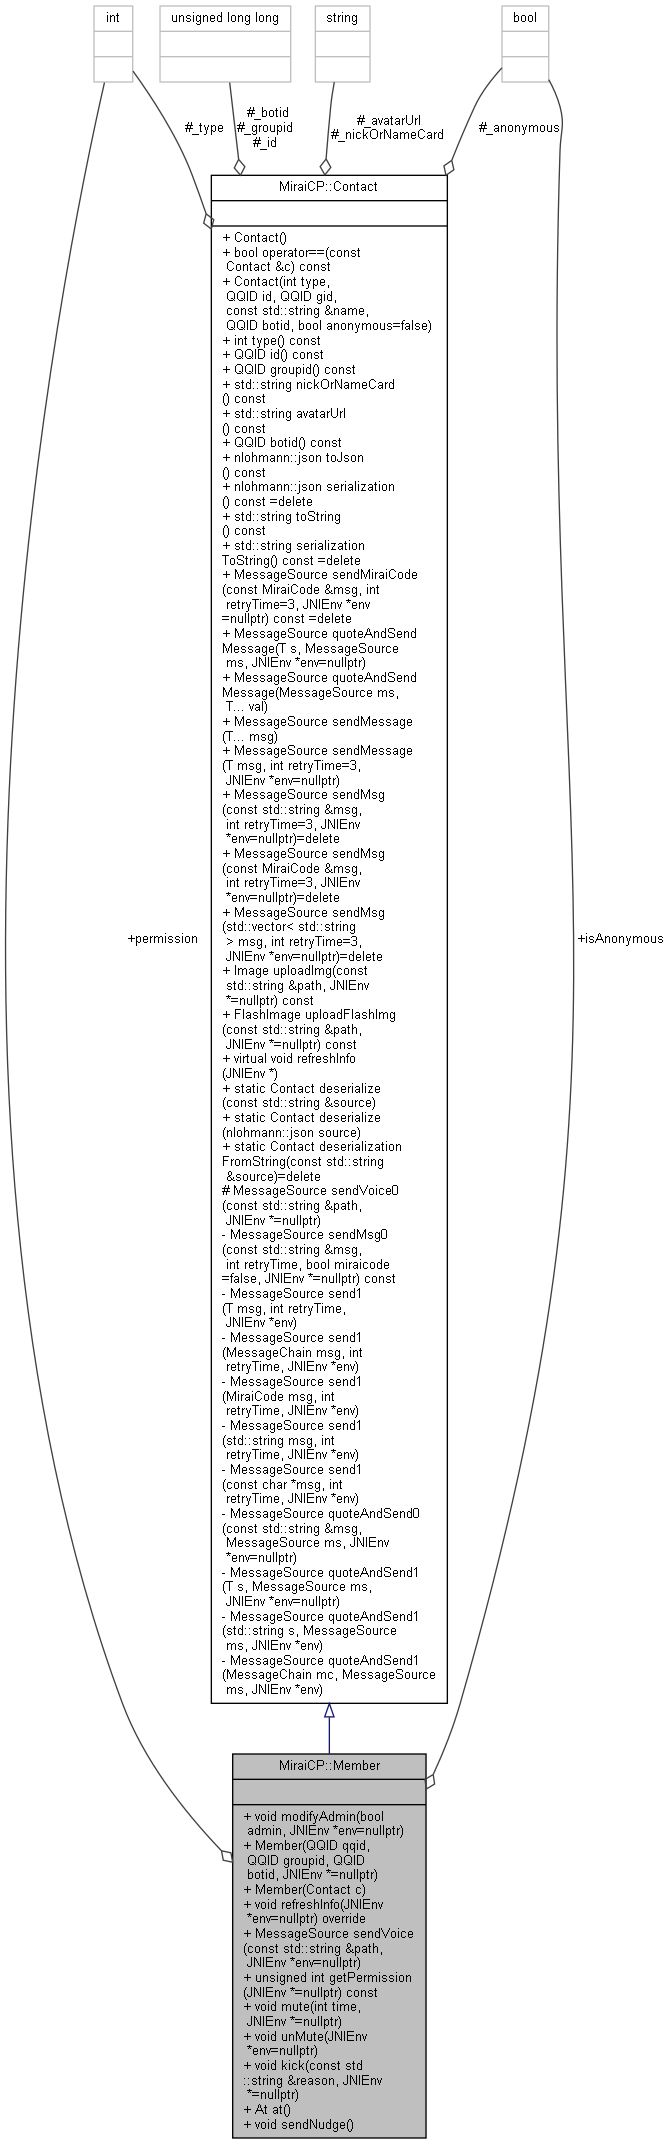 int
unsigned long long
string
bool
#_type
#_botid
#_groupid
#_id
#_avatarUrl
#_nickOrNameCard
#_anonymous
MiraiCP::Contact
+ Contact()
+ bool operator==(const
Contact &c) const
+ Contact(int type,
QQID id, QQID gid,
const std::string &name,
QQID botid, bool anonymous=false)
+ int type() const
+ QQID id() const
+ QQID groupid() const
+ std::string nickOrNameCard
() const
+ std::string avatarUrl
() const
+ QQID botid() const
+ nlohmann::json toJson
() const
+ nlohmann::json serialization
() const =delete
+ std::string toString
() const
+ std::string serialization
ToString() const =delete
+ MessageSource sendMiraiCode
(const MiraiCode &msg, int
retryTime=3, JNIEnv *env
=nullptr) const =delete
+ MessageSource quoteAndSend
Message(T s, MessageSource
ms, JNIEnv *env=nullptr)
+ MessageSource quoteAndSend
Message(MessageSource ms,
T... val)
+ MessageSource sendMessage
(T... msg)
+ MessageSource sendMessage
(T msg, int retryTime=3,
JNIEnv *env=nullptr)
+ MessageSource sendMsg
(const std::string &msg,
int retryTime=3, JNIEnv
*env=nullptr)=delete
+ MessageSource sendMsg
(const MiraiCode &msg,
int retryTime=3, JNIEnv
*env=nullptr)=delete
+ MessageSource sendMsg
(std::vector< std::string
> msg, int retryTime=3,
JNIEnv *env=nullptr)=delete
+ Image uploadImg(const
std::string &path, JNIEnv
*=nullptr) const
+ FlashImage uploadFlashImg
(const std::string &path,
JNIEnv *=nullptr) const
+ virtual void refreshInfo
(JNIEnv *)
+ static Contact deserialize
(const std::string &source)
+ static Contact deserialize
(nlohmann::json source)
+ static Contact deserialization
FromString(const std::string
&source)=delete
# MessageSource sendVoice0
(const std::string &path,
JNIEnv *=nullptr)
- MessageSource sendMsg0
(const std::string &msg,
int retryTime, bool miraicode
=false, JNIEnv *=nullptr) const
- MessageSource send1
(T msg, int retryTime,
JNIEnv *env)
- MessageSource send1
(MessageChain msg, int
retryTime, JNIEnv *env)
- MessageSource send1
(MiraiCode msg, int
retryTime, JNIEnv *env)
- MessageSource send1
(std::string msg, int
retryTime, JNIEnv *env)
- MessageSource send1
(const char *msg, int
retryTime, JNIEnv *env)
- MessageSource quoteAndSend0
(const std::string &msg,
MessageSource ms, JNIEnv
*env=nullptr)
- MessageSource quoteAndSend1
(T s, MessageSource ms,
JNIEnv *env=nullptr)
- MessageSource quoteAndSend1
(std::string s, MessageSource
ms, JNIEnv *env)
- MessageSource quoteAndSend1
(MessageChain mc, MessageSource
ms, JNIEnv *env)
+permission
+isAnonymous
MiraiCP::Member
+ void modifyAdmin(bool
admin, JNIEnv *env=nullptr)
+ Member(QQID qqid,
QQID groupid, QQID
botid, JNIEnv *=nullptr)
+ Member(Contact c)
+ void refreshInfo(JNIEnv
*env=nullptr) override
+ MessageSource sendVoice
(const std::string &path,
JNIEnv *env=nullptr)
+ unsigned int getPermission
(JNIEnv *=nullptr) const
+ void mute(int time,
JNIEnv *=nullptr)
+ void unMute(JNIEnv
*env=nullptr)
+ void kick(const std
::string &reason, JNIEnv
*=nullptr)
+ At at()
+ void sendNudge()